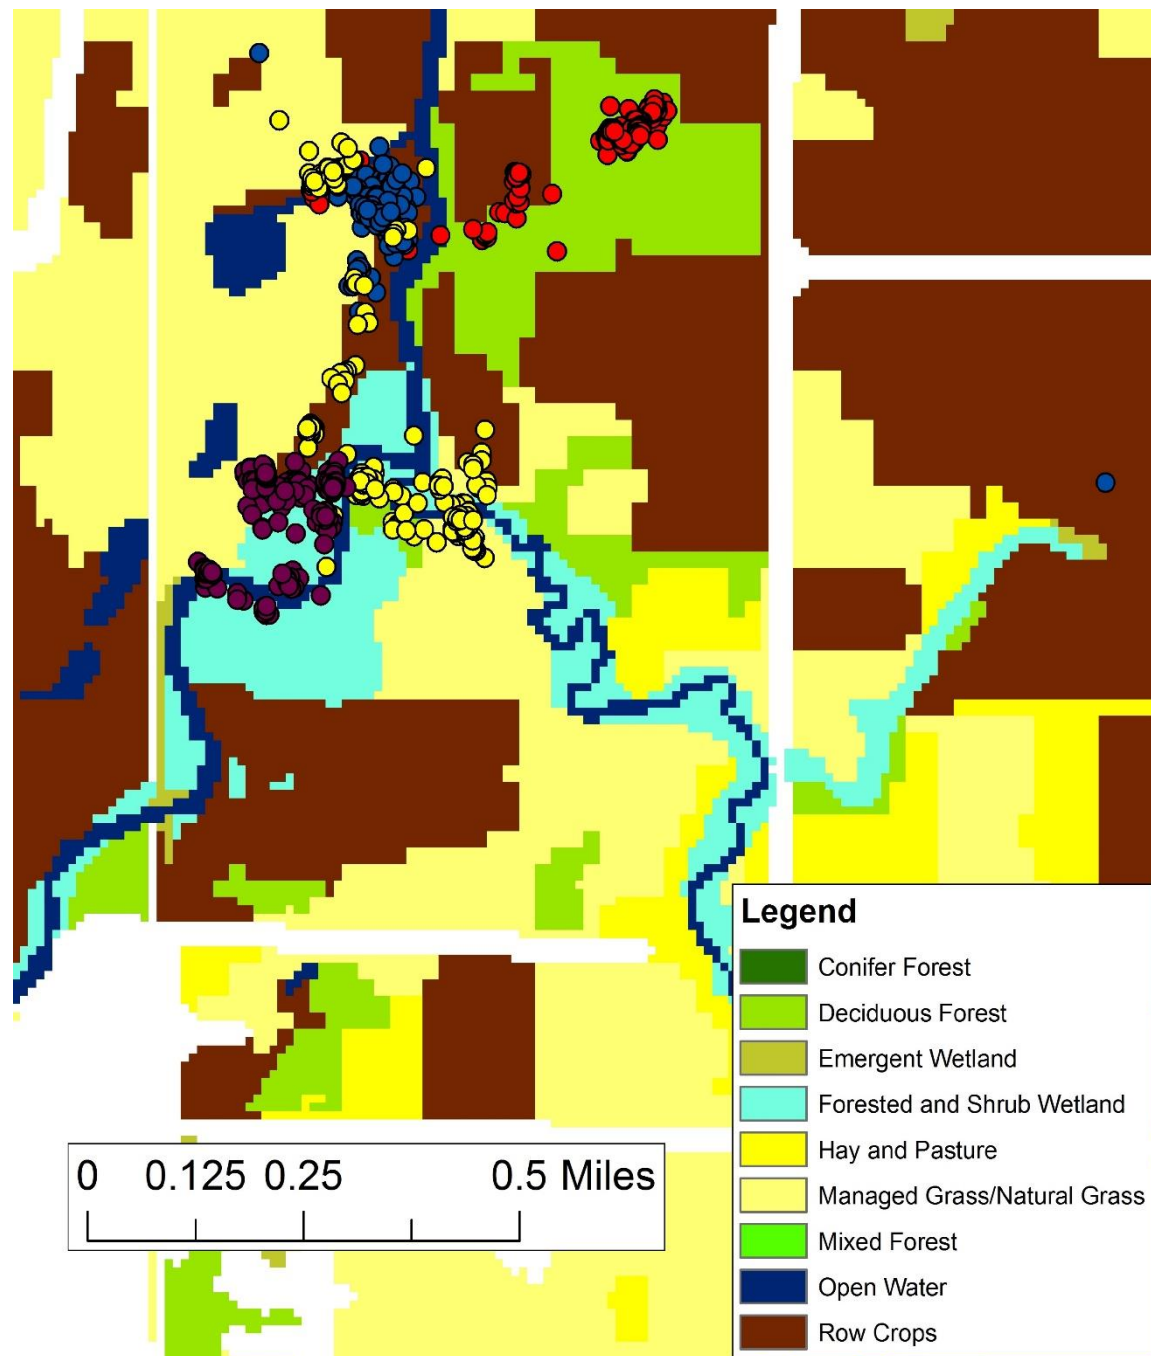 Legend
Conifer Forest
Deciduous Forest
Emergent Wetland
Forested and Shrub Wetland
Hay and Pasture
Managed Grass/Natural Grass
Mixed Forest
Open Water
Row Crops
0 0.125 0.25 0.5 Miles